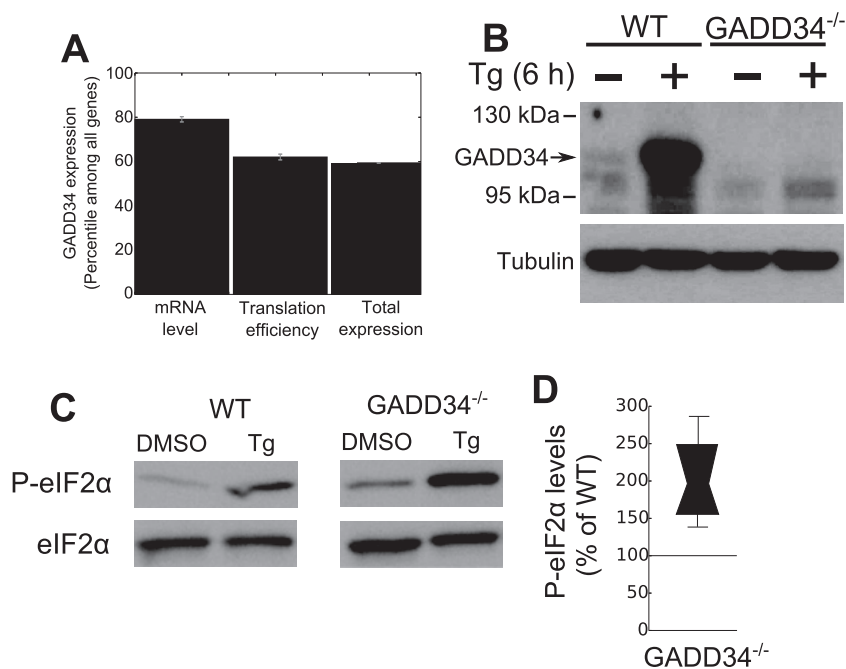 A
GADD34 expression
(Percentile among all genes)
100
80
60
40
20
0
mRNA
level
Translation
efficiency
Total
expression
B
WT
GADD34-/-
Tg (6 h)
− + − +
130 kDa
GADD34
95 kDa
Tubulin
C
WT
GADD34-/-
DMSO Tg
DMSO Tg
P-eIF2α
eIF2α
D
P-eIF2α levels
(% of WT)
300
250
200
150
100
50
0
GADD34-/-